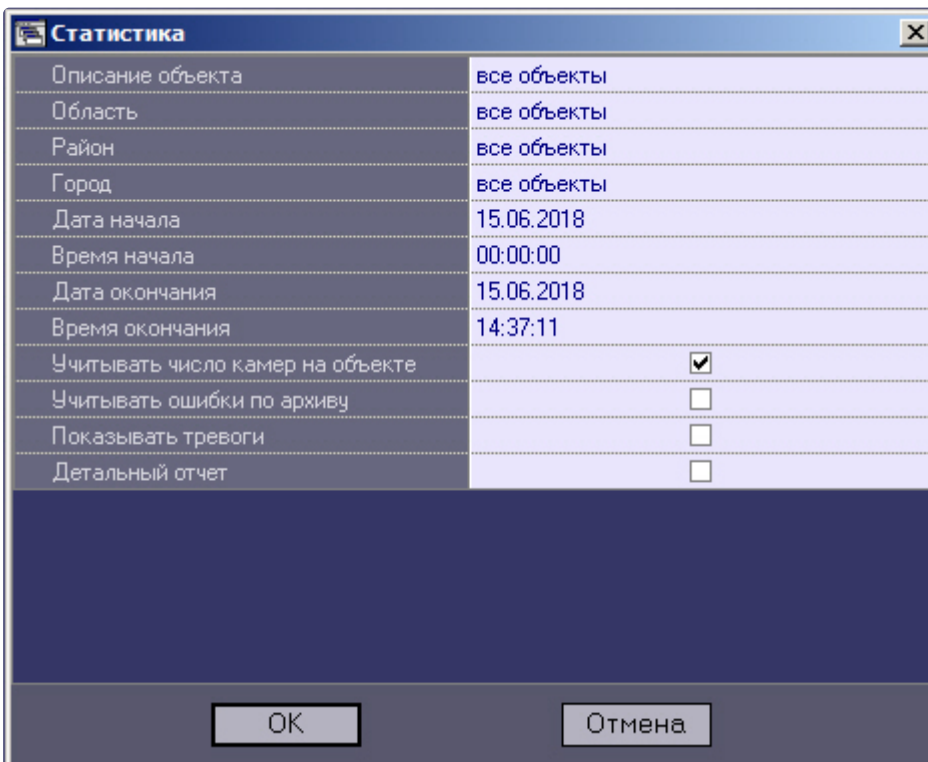 Статистика
Описание объекта все объекты
Область все объекты
Район все объекты
Город все объекты
Дата начала 15.06.2018
Время начала 00:00:00
Дата окончания 15.06.2018
Время окончания 14:37:11
Учитывать число камер на объекте
Учитывать ошибки по архиву
Показывать тревоги
Детальный отчет
OK Отмена